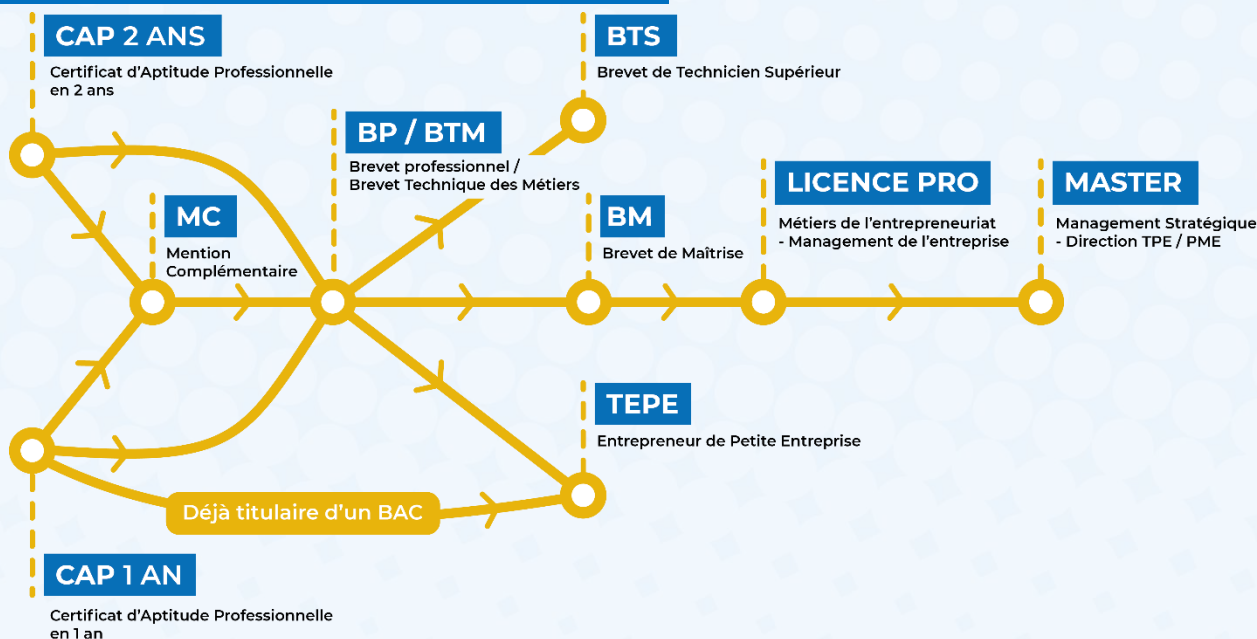 CAP 2 ANS
Certificat d’Aptitude Professionnelle
en 2 ans
BTS
Brevet de Technicien Supérieur
BP / BTM
Brevet professionnel /
Brevet Technique des Métiers
MC
Mention
Complémentaire
BM
Brevet de Maîtrise
LICENCE PRO
Métiers de l’entrepreneuriat
- Management de l’entreprise
MASTER
Management Stratégique
- Direction TPE / PME
TEPE
Entrepreneur de Petite Entreprise
Déjà titulaire d’un BAC
CAP 1 AN
Certificat d’Aptitude Professionnelle
en 1 an